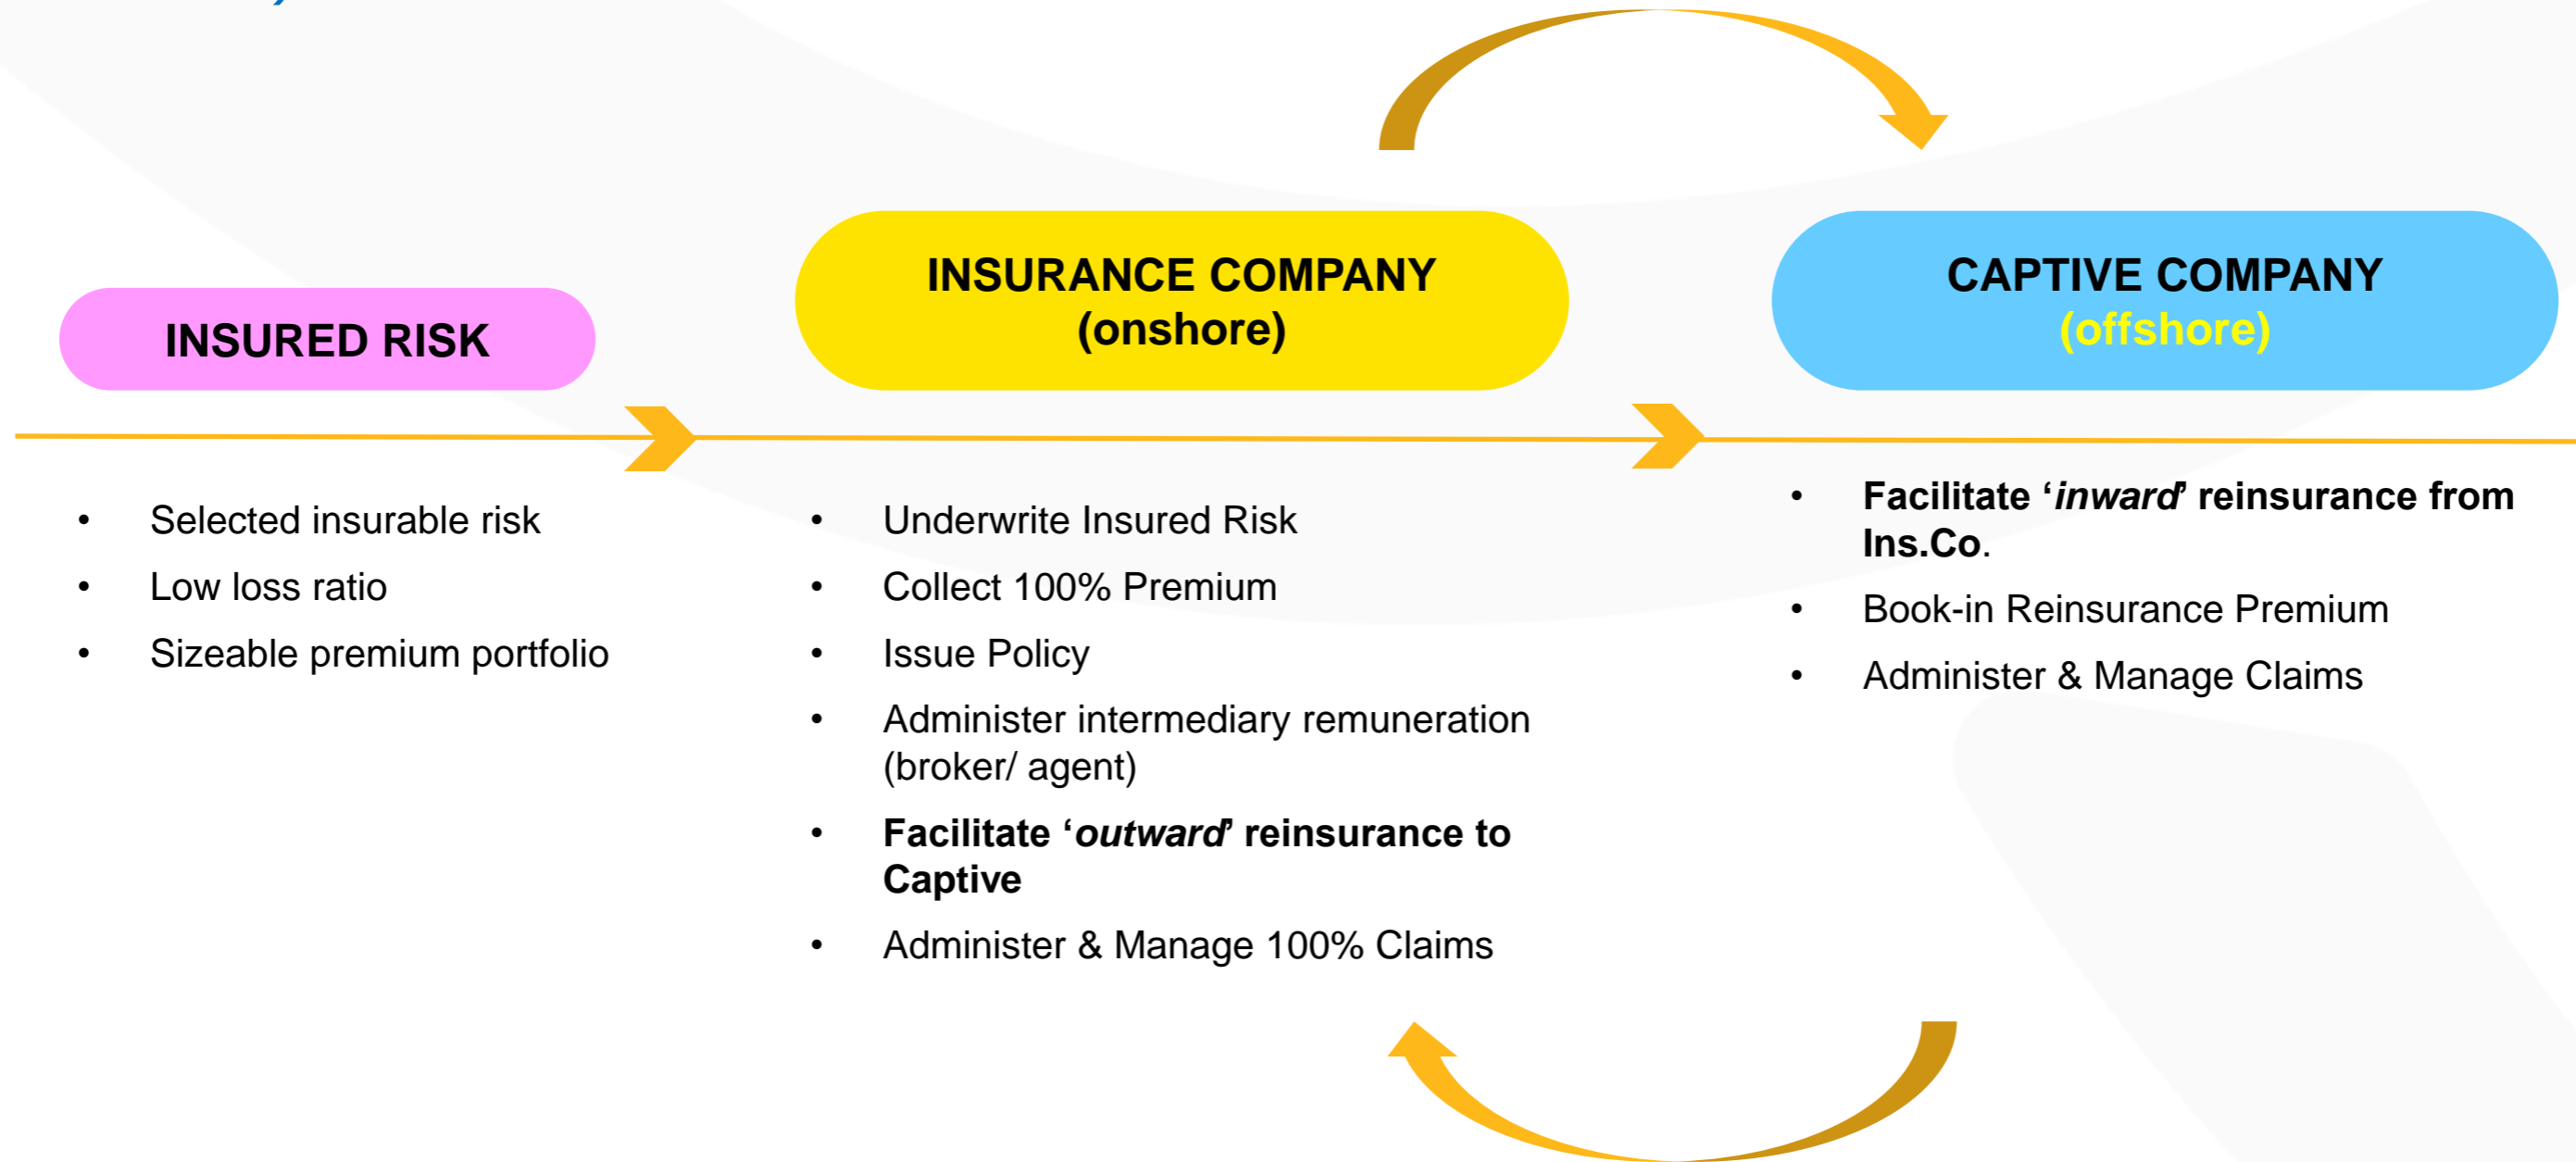 INSURED RISK
• Selected insurable risk
• Low loss ratio
• Sizeable premium portfolio
INSURANCE COMPANY
(onshore)
• Underwrite Insured Risk
• Collect 100% Premium
• Issue Policy
• Administer intermediary remuneration
(broker/ agent)
• Facilitate ‘outward’ reinsurance to
Captive
• Administer & Manage 100% Claims
CAPTIVE COMPANY
(offshore)
• Facilitate ‘inward’ reinsurance from
Ins.Co.
• Book-in Reinsurance Premium
• Administer & Manage Claims